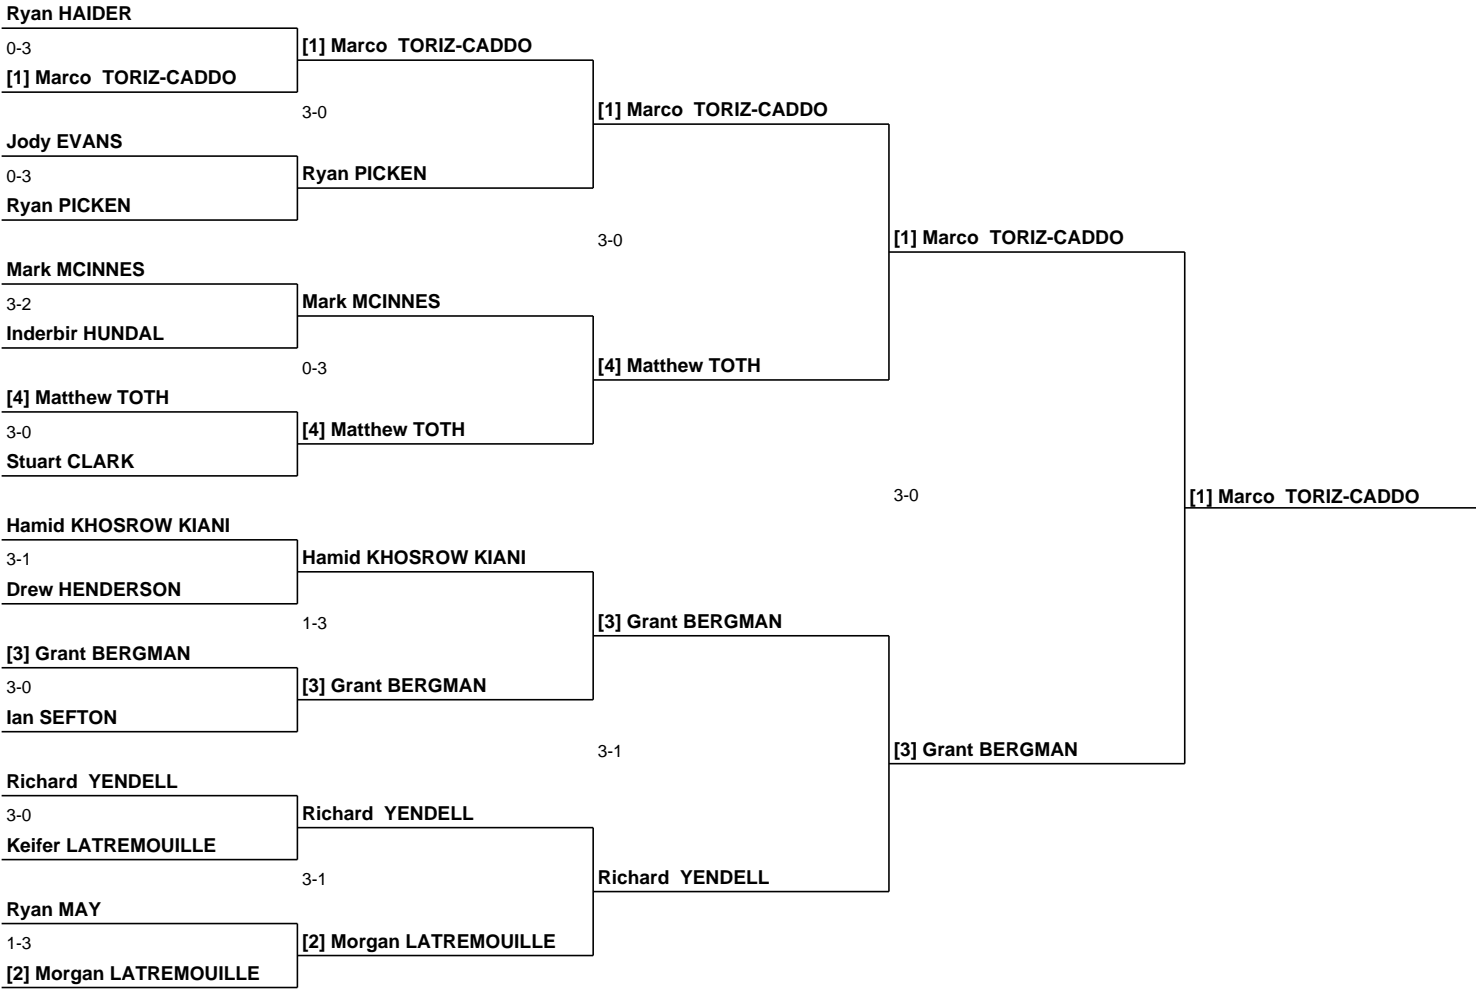 Ryan HAIDER
0-3
[1] Marco TORIZ-CADDO
Jody EVANS
0-3
Ryan PICKEN
Mark MCINNES
3-2
Inderbir HUNDAL
[4] Matthew TOTH
3-0
Stuart CLARK
Hamid KHOSROW KIANI
3-1
Drew HENDERSON
[3] Grant BERGMAN
3-0
Ian SEFTON
Richard YENDELL
3-0
Keifer LATREMOUILLE
Ryan MAY
1-3
[2] Morgan LATREMOUILLE
[1] Marco TORIZ-CADDO
3-0
Ryan PICKEN
Mark MCINNES
0-3
[4] Matthew TOTH
Hamid KHOSROW KIANI
1-3
[3] Grant BERGMAN
Richard YENDELL
3-1
[2] Morgan LATREMOUILLE
[1] Marco TORIZ-CADDO
3-0
[4] Matthew TOTH
[3] Grant BERGMAN
3-1
Richard YENDELL
[1] Marco TORIZ-CADDO
3-0
[3] Grant BERGMAN
[1] Marco TORIZ-CADDO